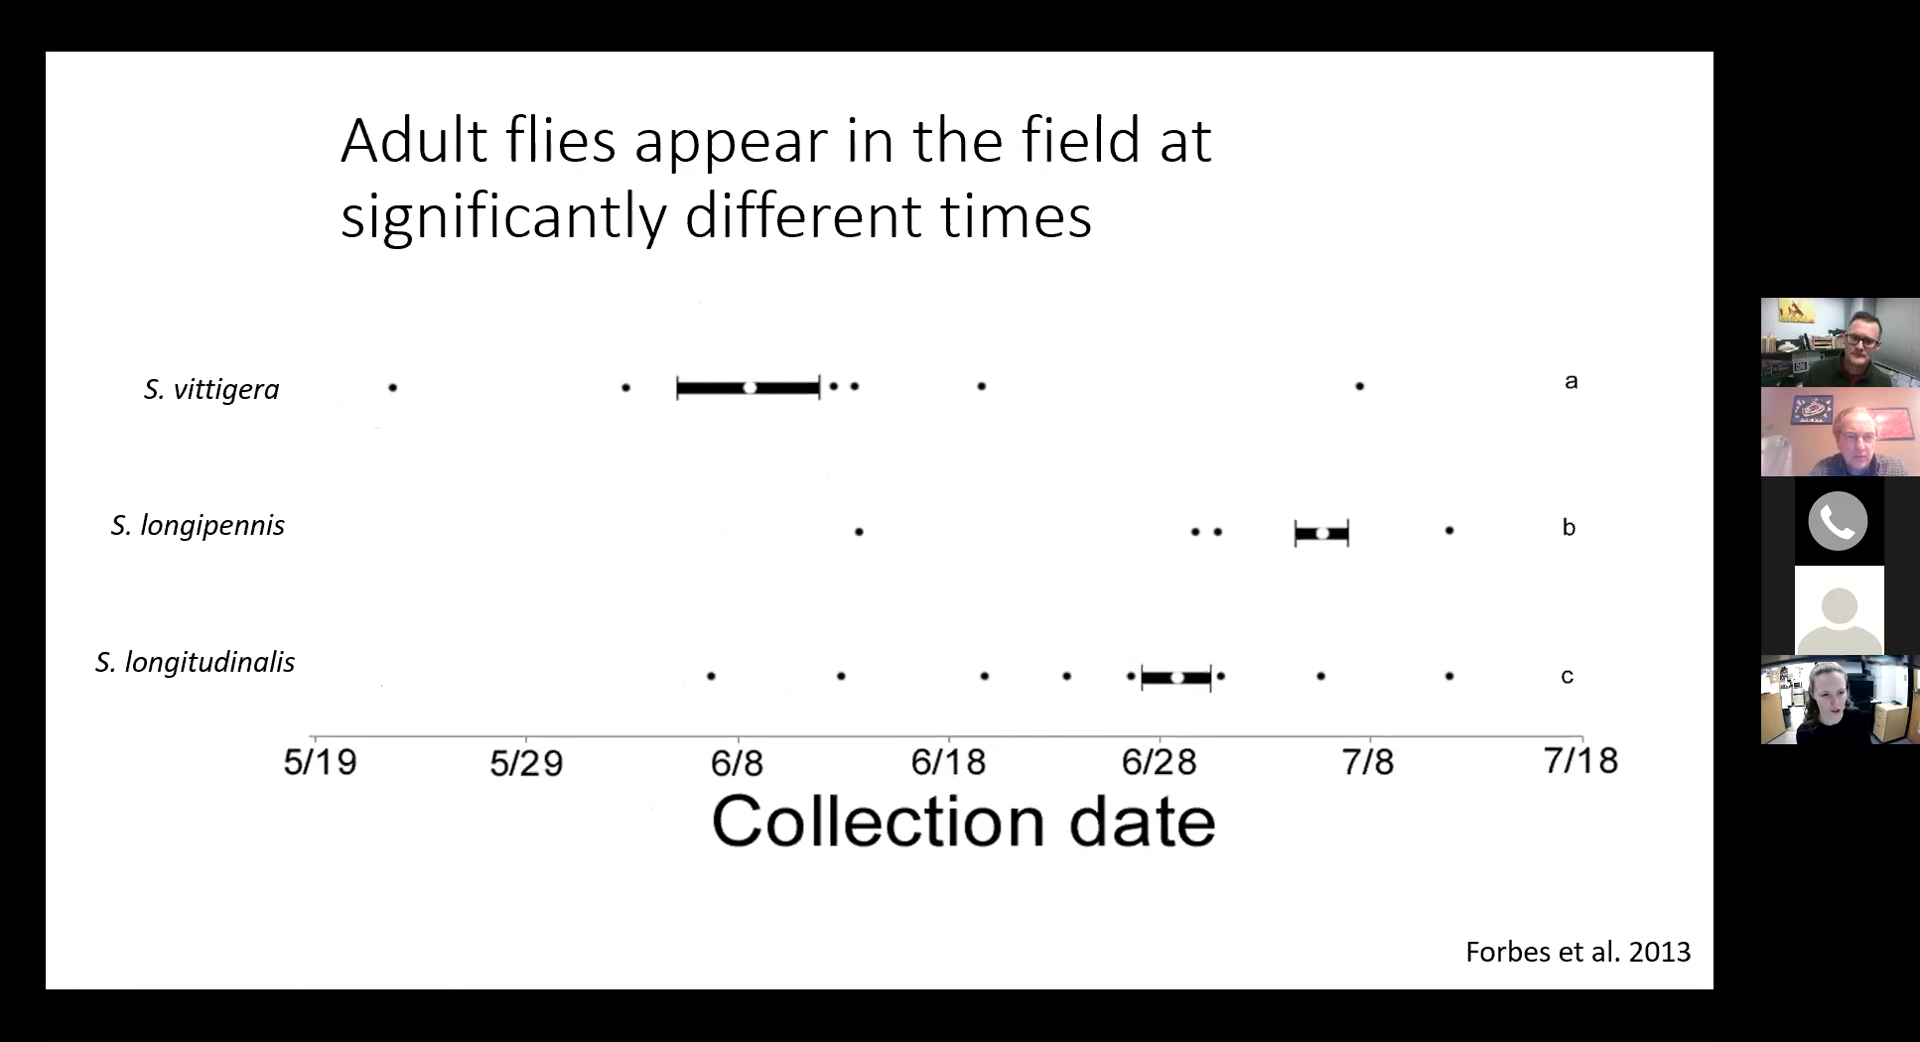 Adult flies appear in the field at
significantly different times
S. vittigera
a
S. longipennis
b
S. longitudinalis
c
5/19 5/29 6/8 6/18 6/28 7/8 7/18
Collection date
Forbes et al. 2013